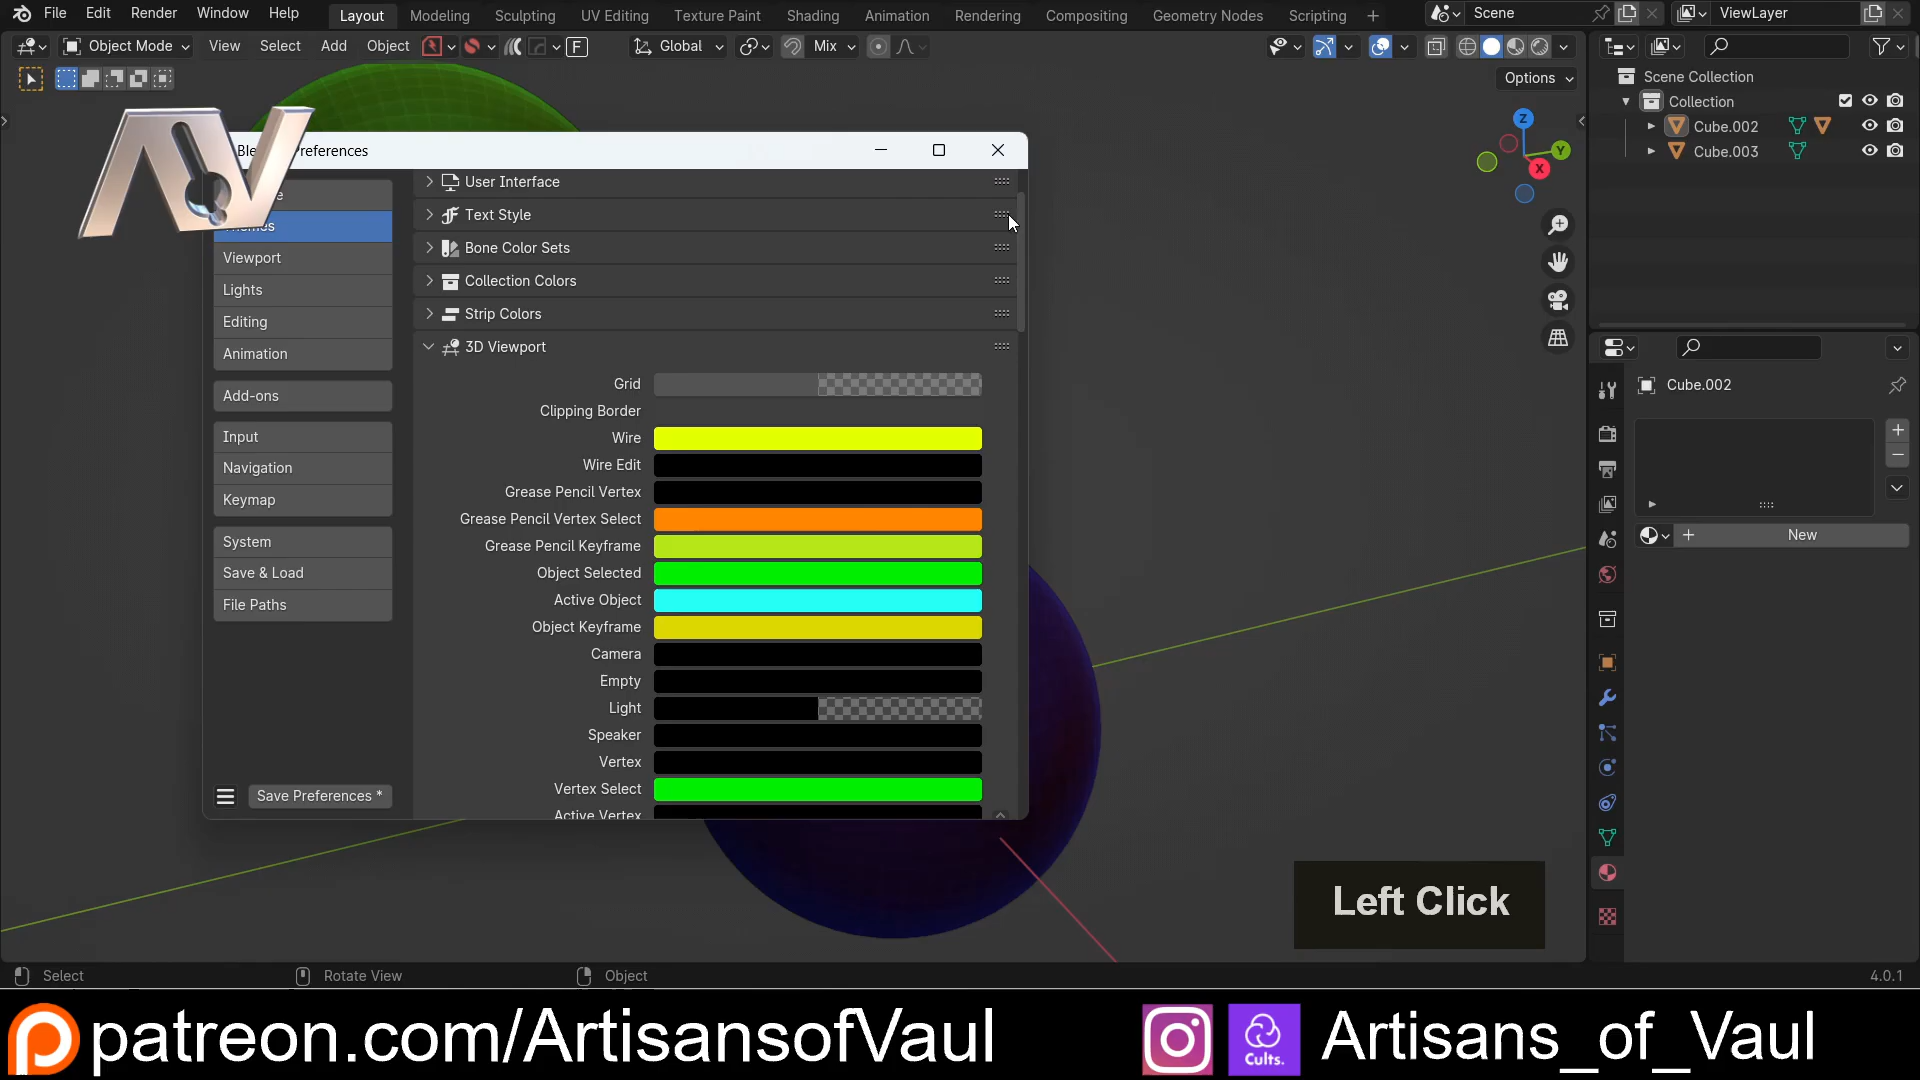 File Edit Render Window Help Layout Modeling Sculpting UV Editing Texture Paint Shading Animation Rendering Compositing Geometry Nodes Scripting + Scene ViewLayer
Object Mode View Select Add Object F Global Mix
Options
Scene Collection
Collection
Cube.002
Cube.003
Z
Y
X
Preferences
User Interface
Text Style
Bone Color Sets
Collection Colors
Strip Colors
3D Viewport
Viewport
Lights
Editing
Animation
Add-ons
Input
Navigation
Keymap
System
Save & Load
File Paths
Save Preferences *
Grid
Clipping Border
Wire
Wire Edit
Grease Pencil Vertex
Grease Pencil Vertex Select
Grease Pencil Keyframe
Object Selected
Active Object
Object Keyframe
Camera
Empty
Light
Speaker
Vertex
Vertex Select
Active Vertex
Cube.002
New
Left Click
Select Rotate View Object 4.0.1
patreon.com/ArtisansofVaul
Cults.
Artisans_of_Vaul